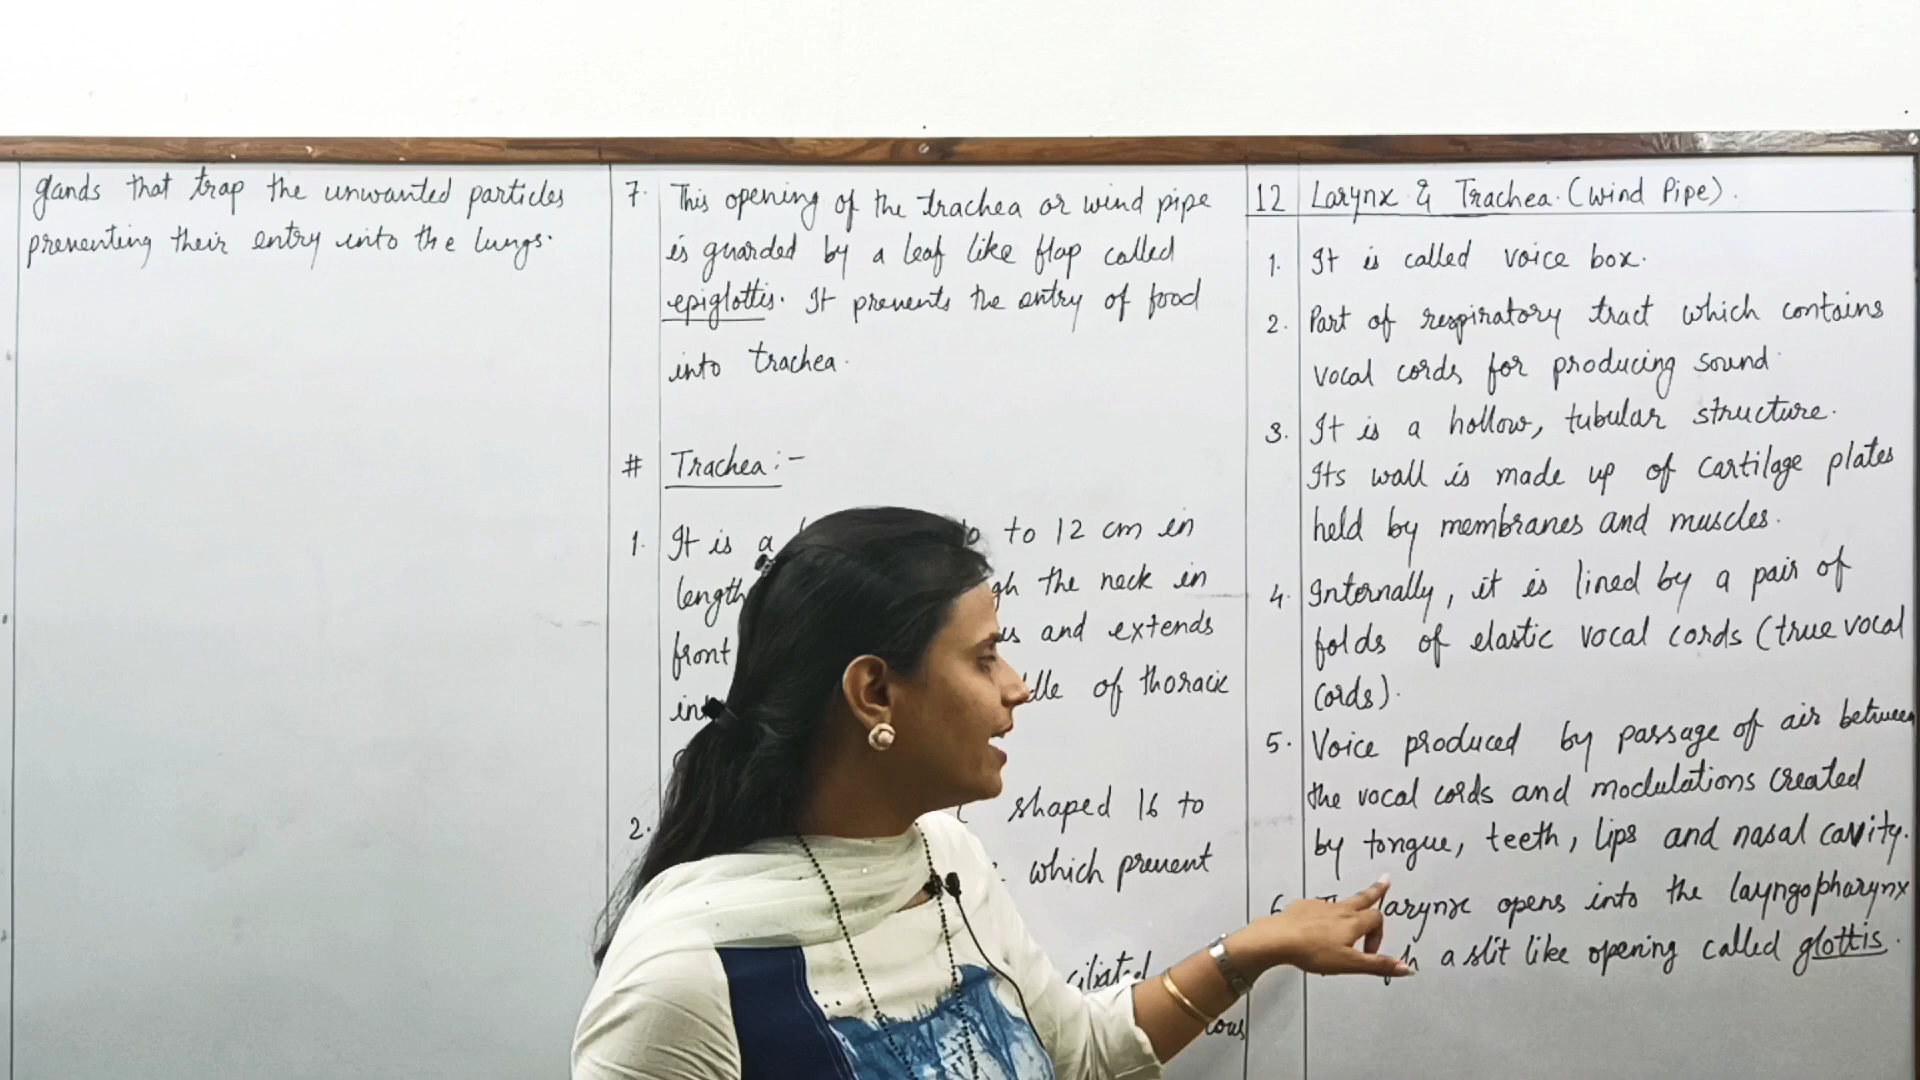 glands that trap the unwanted particles
preventing their entry into the lungs.
7. This opening of the trachea or wind pipe
is guarded by a leaf like flap called
epiglottis. It prevents the entry of food
into trachea.
# Trachea :-
1. It is a to 12 cm in
length the neck in
front and extends
of thoracic
2. shaped 16 to
which prevent
ciliated
12 Larynx & Trachea. (Wind Pipe).
1. It is called voice box.
2. Part of respiratory tract which contains
vocal cords for producing sound.
3. It is a hollow, tubular structure.
Its wall is made up of cartilage plates
held by membranes and muscles.
4. Internally, it is lined by a pair of
folds of elastic vocal cords (true vocal
cords).
5. Voice produced by passage of air between
the vocal cords and modulations created
by tongue, teeth, lips and nasal cavity.
6. larynx opens into the layngopharynx
a slit like opening called glottis.